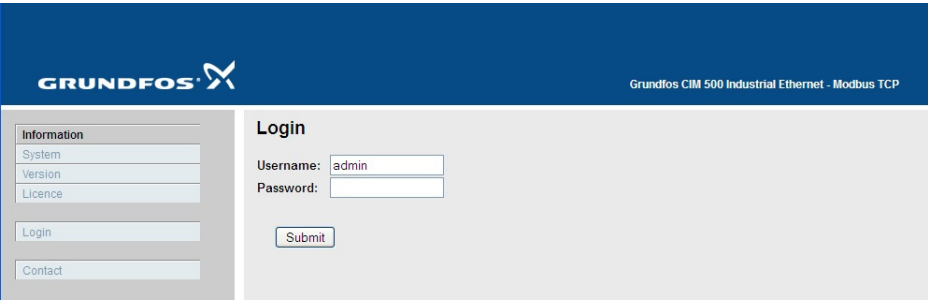 GRUNDFOS
Grundfos CIM 500 Industrial Ethernet - Modbus TCP
Information
System
Version
Licence
Login
Contact
Login
Username: admin
Password:
Submit